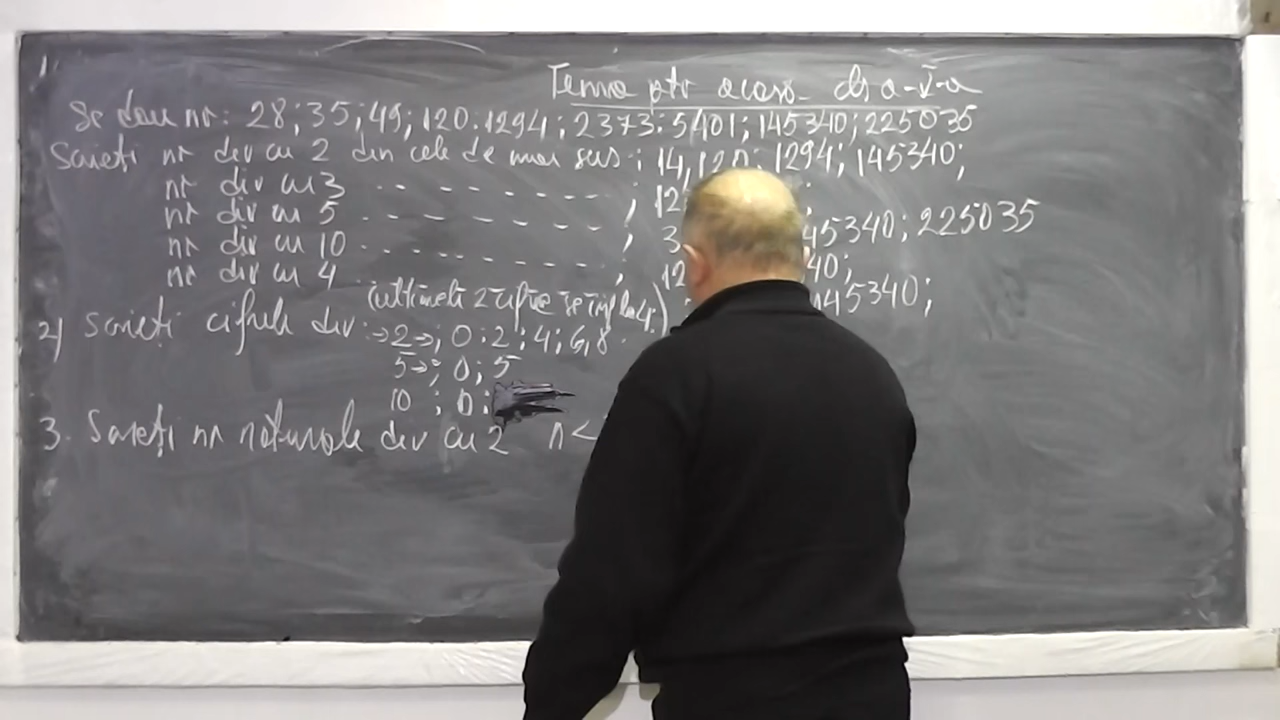 1.
Tema ptr acasă cls a-V-a
Se dau nr: 28; 35; 49; 120; 1294; 2373; 5401; 145340; 225035
Scrieți nr div cu 2 din cele de mai sus; 14, 120; 1294; 145340;
nr div cu 3 ; 12
nr div cu 5 ; 3 45340; 225035
nr div cu 10 ; 12 40;
nr div cu 4 145340;
(ultimele 2 cifre se împ la 4;)
2) Scrieți cifrele div: → 2 →; 0; 2; 4; 6, 8.
5 →; 0; 5
10 ; 0;
3. Scrieți nr naturale div cu 2 n <